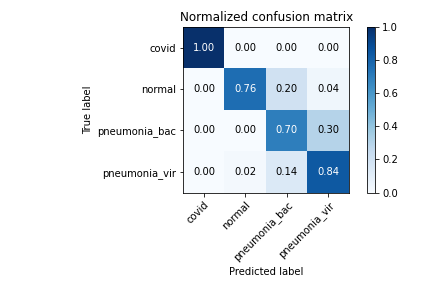 Normalized confusion matrix
True label
covid 1.00 0.00 0.00 0.00
normal 0.00 0.76 0.20 0.04
pneumonia_bac 0.00 0.00 0.70 0.30
pneumonia_vir 0.00 0.02 0.14 0.84
covid normal pneumonia_bac pneumonia_vir
Predicted label
1.0
0.8
0.6
0.4
0.2
0.0